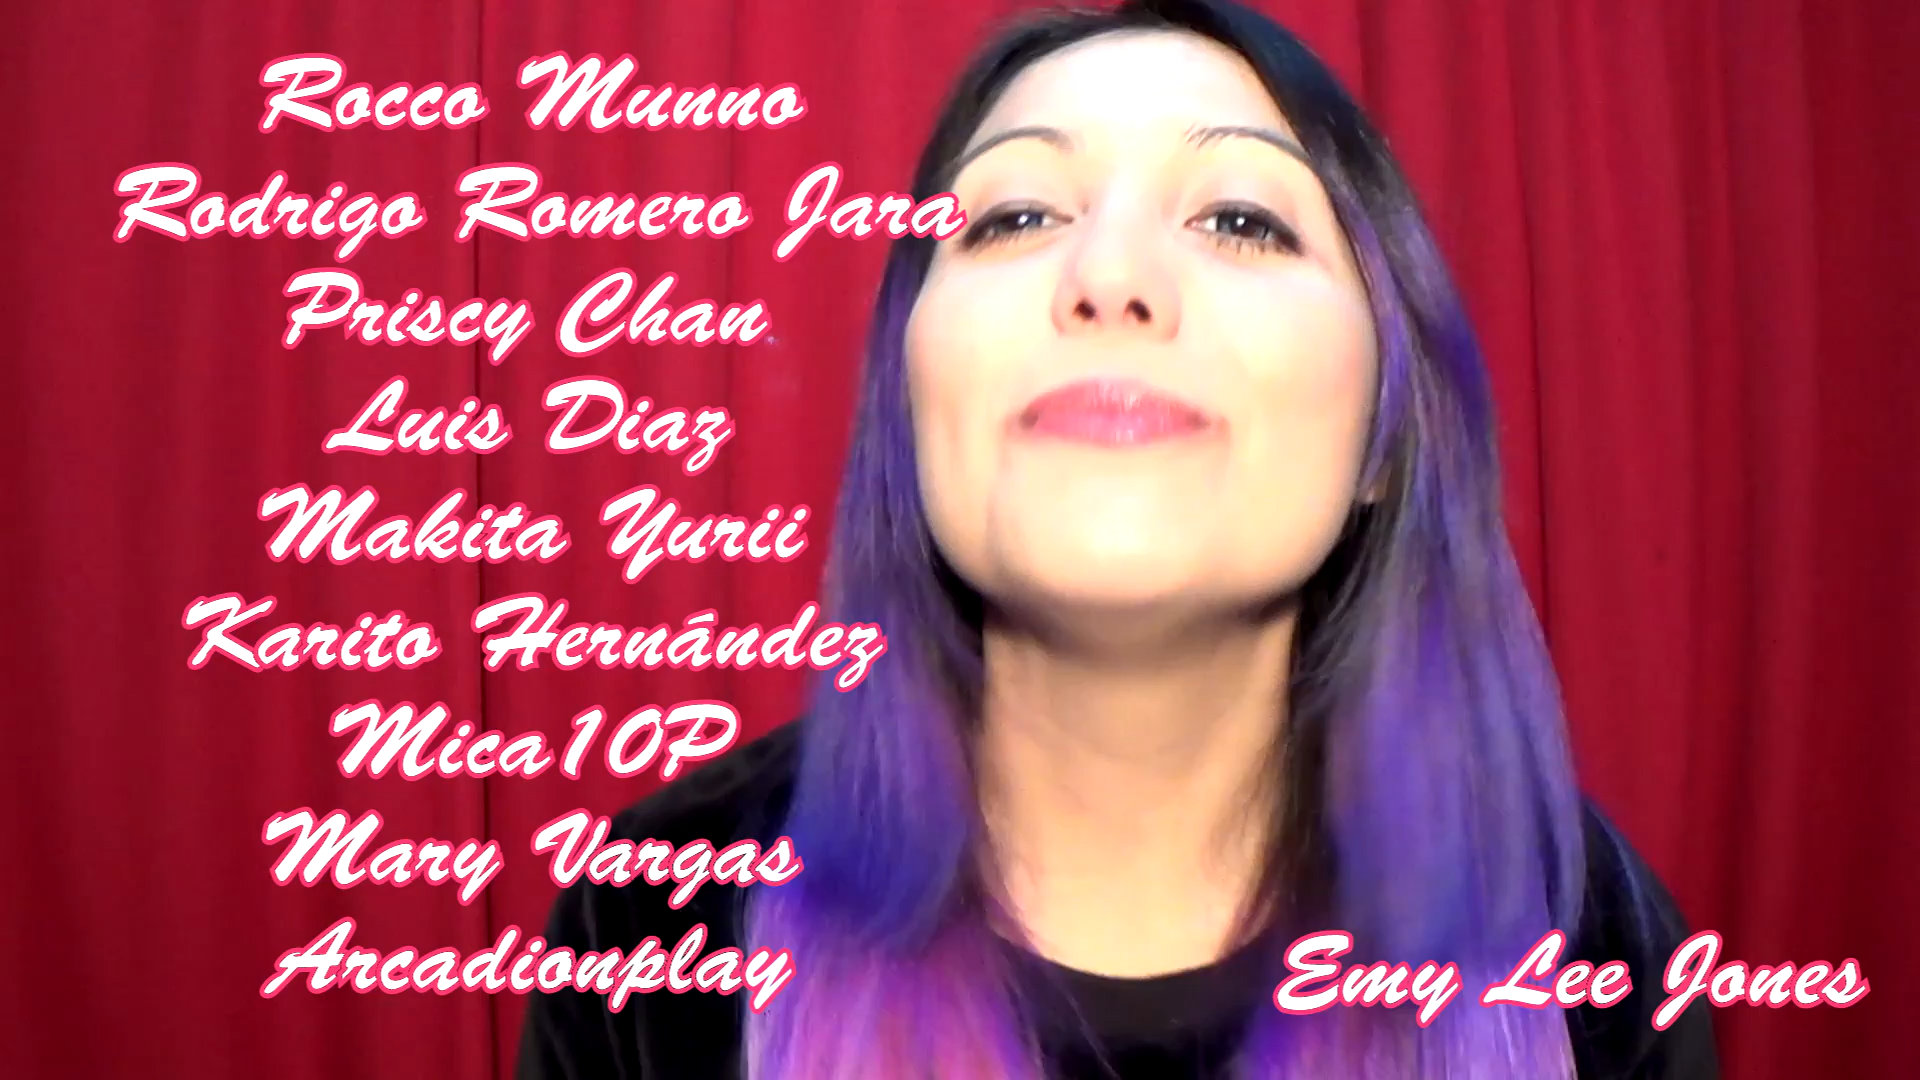 Rocco Munno
Rodrigo Romero Jara
Priscy Chan
Luis Diaz
Makita Yurii
Karito Hernández
Mica10P
Mary Vargas
Arcadionplay
Emy Lee Jones